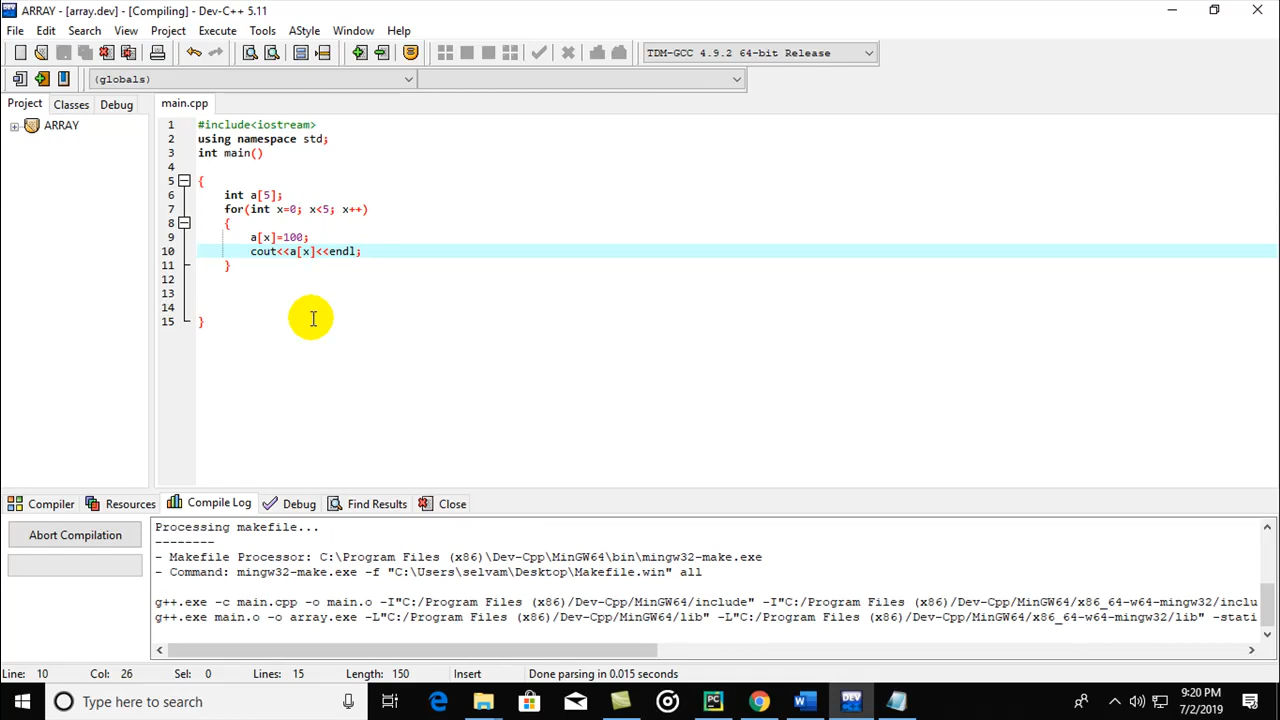 ARRAY - [array.dev] - [Compiling] - Dev-C++ 5.11
File Edit Search View Project Execute Tools AStyle Window Help
TDM-GCC 4.9.2 64-bit Release
(globals)
Project Classes Debug
main.cpp
ARRAY
1 #include<iostream>
2 using namespace std;
3 int main()
4
5 {
6 int a[5];
7 for(int x=0; x<5; x++)
8 {
9 a[x]=100;
10 cout<<a[x]<<endl;
11 }
12
13
14
15 }
Compiler Resources Compile Log Debug Find Results Close
Abort Compilation
Processing makefile...
--------
- Makefile Processor: C:\Program Files (x86)\Dev-Cpp\MinGW64\bin\mingw32-make.exe
- Command: mingw32-make.exe -f "C:\Users\selvam\Desktop\Makefile.win" all
g++.exe -c main.cpp -o main.o -I"C:/Program Files (x86)/Dev-Cpp/MinGW64/include" -I"C:/Program Files (x86)/Dev-Cpp/MinGW64/x86_64-w64-mingw32/inclu
g++.exe main.o -o array.exe -L"C:/Program Files (x86)/Dev-Cpp/MinGW64/lib" -L"C:/Program Files (x86)/Dev-Cpp/MinGW64/x86_64-w64-mingw32/lib" -stati
Line: 10 Col: 26 Sel: 0 Lines: 15 Length: 150 Insert Done parsing in 0.015 seconds
Type here to search
DEV
PC
9:20 PM
7/2/2019